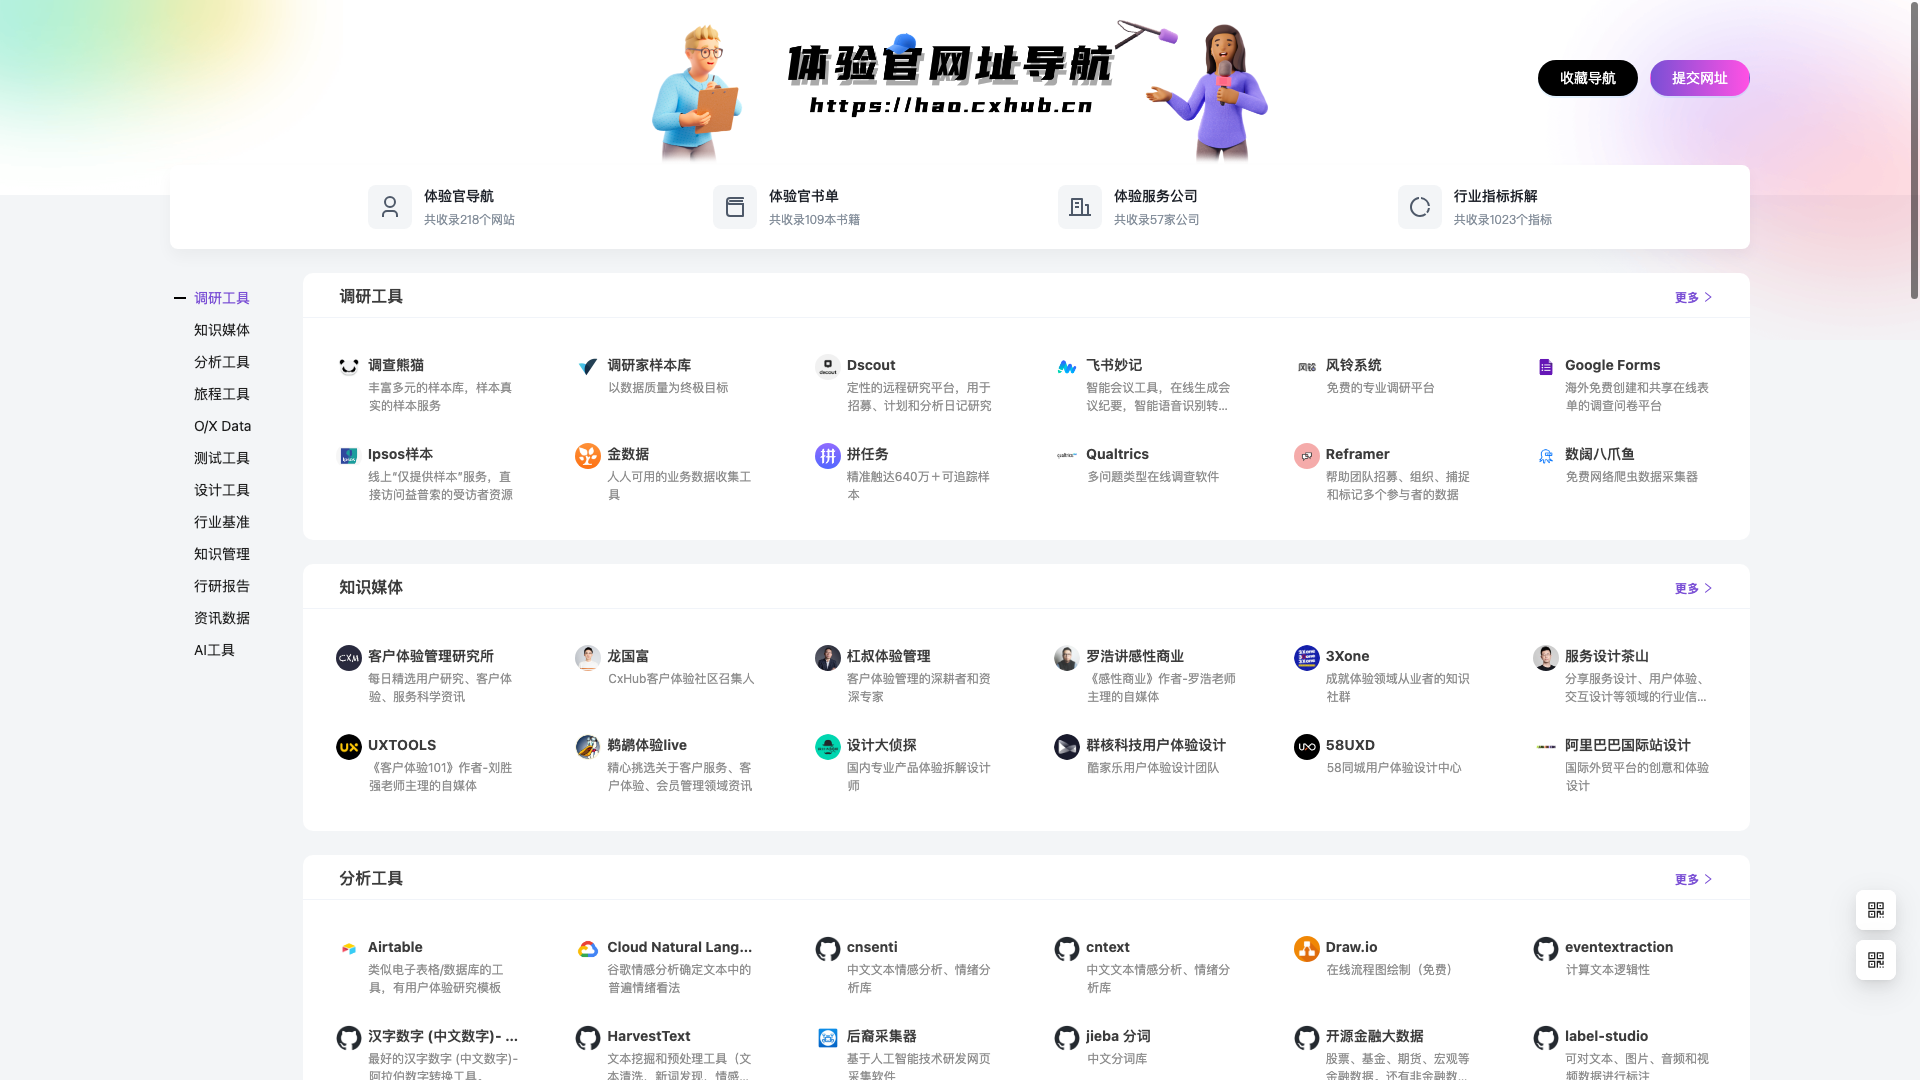 体验官网址导航
https://hao.cxhub.cn
收藏导航
提交网址
体验官导航
共收录218个网站
体验官书单
共收录109本书籍
体验服务公司
共收录57家公司
行业指标拆解
共收录1023个指标
调研工具
知识媒体
分析工具
旅程工具
O/X Data
测试工具
设计工具
行业基准
知识管理
行研报告
资讯数据
AI工具
调研工具
更多
调查熊猫
丰富多元的样本库，样本真
实的样本服务
调研家样本库
以数据质量为终极目标
dscout
Dscout
定性的远程研究平台，用于
招募、计划和分析日记研究
飞书妙记
智能会议工具，在线生成会
议纪要，智能语音识别转...
风铃
风铃系统
免费的专业调研平台
Google Forms
海外免费创建和共享在线表
单的调查问卷平台
Ipsos
Ipsos样本
线上“仅提供样本”服务，直
接访问益普索的受访者资源
金数据
人人可用的业务数据收集工
具
拼
拼任务
精准触达640万＋可追踪样
本
qualtrics
Qualtrics
多问题类型在线调查软件
Reframer
帮助团队招募、组织、捕捉
和标记多个参与者的数据
数阔八爪鱼
免费网络爬虫数据采集器
知识媒体
更多
CXM
客户体验管理研究所
每日精选用户研究、客户体
验、服务科学资讯
龙国富
CxHub客户体验社区召集人
杠叔体验管理
客户体验管理的深耕者和资
深专家
罗浩讲感性商业
《感性商业》作者-罗浩老师
主理的自媒体
3Xone
3Xone
成就体验领域从业者的知识
社群
服务设计茶山
分享服务设计、用户体验、
交互设计等领域的行业信...
UX
UXTOOLS
《客户体验101》作者-刘胜
强老师主理的自媒体
鹈鹕体验live
精心挑选关于客户服务、客
户体验、会员管理领域资讯
设计大侦探
国内专业产品体验拆解设计
师
群核科技用户体验设计
酷家乐用户体验设计团队
58UXD
58同城用户体验设计中心
阿里巴巴国际站设计
国际外贸平台的创意和体验
设计
分析工具
更多
Airtable
类似电子表格/数据库的工
具，有用户体验研究模板
Cloud Natural Lang...
谷歌情感分析确定文本中的
普遍情绪看法
cnsenti
中文文本情感分析、情绪分
析库
cntext
中文文本情感分析、情绪分
析库
Draw.io
在线流程图绘制（免费）
eventextraction
计算文本逻辑性
汉字数字 (中文数字)- ...
最好的汉字数字 (中文数字)-
阿拉伯数字转换工具。
HarvestText
文本挖掘和预处理工具（文
本清洗、新词发现、情感...
后裔采集器
基于人工智能技术研发网页
采集软件
jieba 分词
中文分词库
开源金融大数据
股票、基金、期货、宏观等
金融数据，还有非金融数...
label-studio
可对文本、图片、音频和视
频数据进行标注